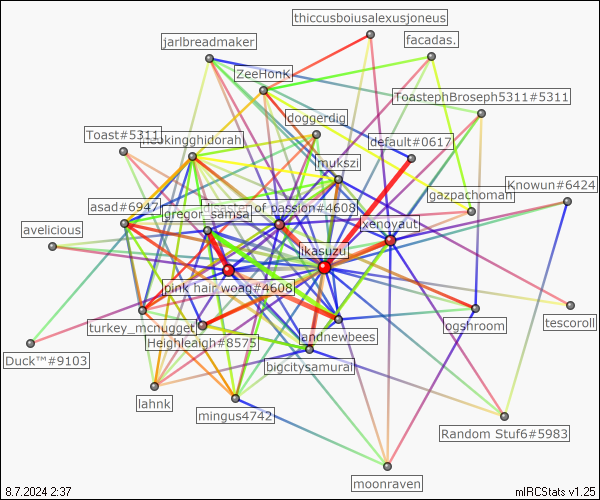 thiccusboiusalexusjoneus
jarlbreadmaker
facadas.
ZeeHonK
ToastephBroseph5311#5311
doggerdig
Toast#5311
default#0617
mukszi
gazpachoman
Knowun#6424
asad#6947
disaster of passion#4608
gregor_samsa
xenoyaut
avelicious
ikasuzu
pink hair woag#4608
turkey_mcnugget
landnewbees
ogshroom
tescoroll
Heighleaigh#8575
Duck™#9103
bigcitysamurai
lahnk
mingus4742
Random Stuf6#5983
moonraven
8.7.2024 2:37
mIRCStats v1.25